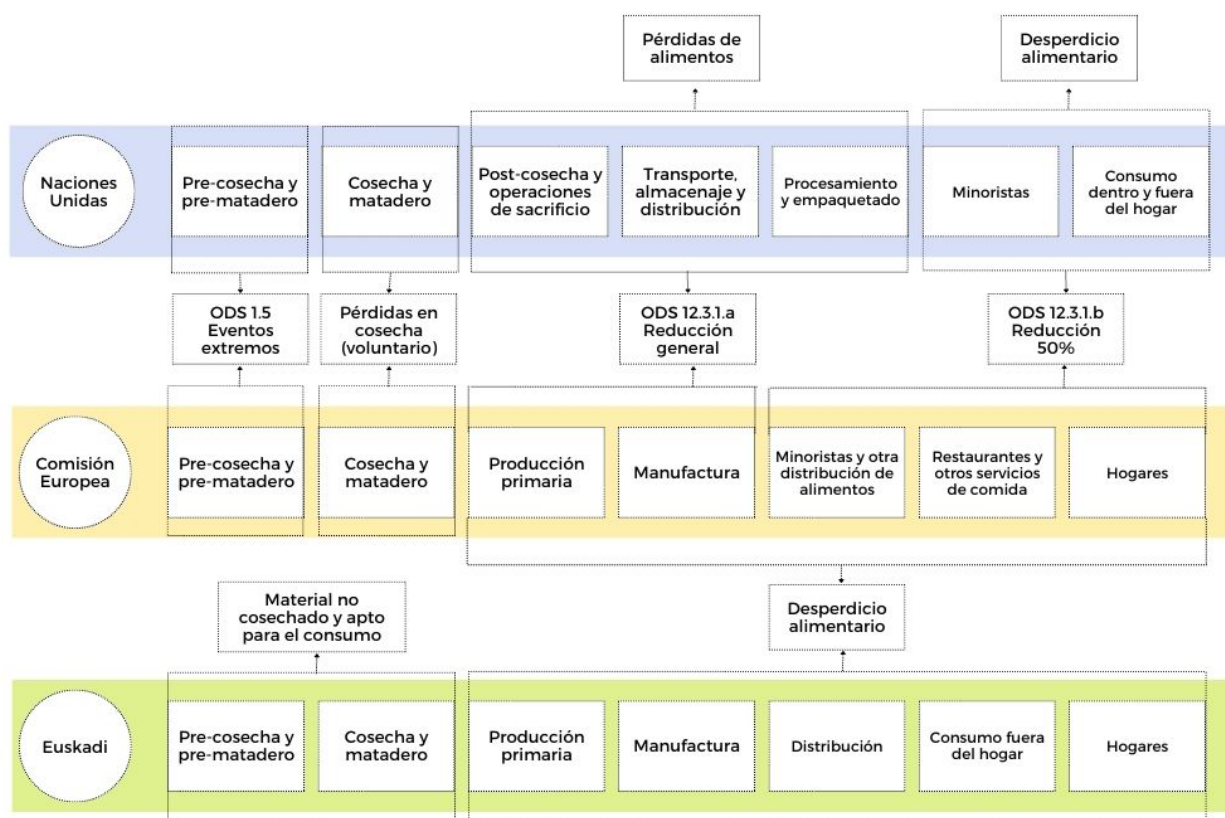 Pérdidas de
alimentos
Desperdicio
alimentario
Naciones
Unidas
Pre-cosecha y
pre-matadero
Cosecha y
matadero
Post-cosecha y
operaciones
de sacrificio
Transporte,
almacenaje y
distribución
Procesamiento
y empaquetado
Minoristas
Consumo
dentro y fuera
del hogar
ODS 1.5
Eventos
extremos
Pérdidas en
cosecha
(voluntario)
ODS 12.3.1.a
Reducción
general
ODS 12.3.1.b
Reducción
50%
Comisión
Europea
Pre-cosecha y
pre-matadero
Cosecha y
matadero
Producción
primaria
Manufactura
Minoristas y otra
distribución de
alimentos
Restaurantes y
otros servicios
de comida
Hogares
Material no
cosechado y apto
para el consumo
Desperdicio
alimentario
Euskadi
Pre-cosecha y
pre-matadero
Cosecha y
matadero
Producción
primaria
Manufactura
Distribución
Consumo fuera
del hogar
Hogares